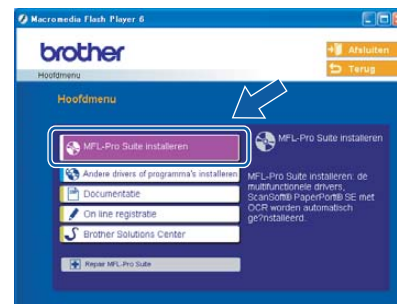 Macromedia Flash Player 6
brother
Afsluiten
Terug
Hoofdmenu
Hoofdmenu
MFL-Pro Suite installeren
Andere drivers of programma's installeren
Documentatie
On line registratie
Brother Solutions Center
Repair MFL-Pro Suite
MFL-Pro Suite installeren
MFL-Pro Suite installeren: de
multifunctionele drivers,
ScanSoft® PaperPort® SE met
OCR worden automatisch
ge?nstalleerd.